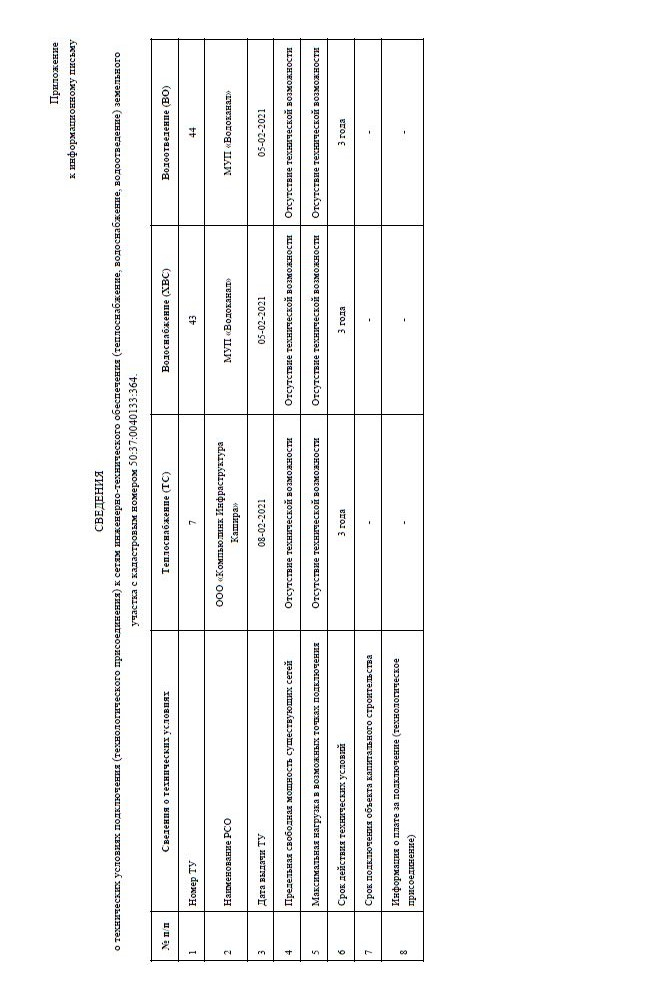 Приложение
к информационному письму
СВЕДЕНИЯ
о технических условиях подключения (технологического присоединения) к сетям инженерно-технического обеспечения (теплоснабжение, водоснабжение, водоотведение) земельного
участка с кадастровым номером 50:37:0040133:364.
№ п/п Сведения о технических условиях Теплоснабжение (ТС) Водоснабжение (ХВС) Водоотведение (ВО)
1 Номер ТУ 7 43 44
2 Наименование РСО ООО «Компьюлинк Инфраструктура
Кашира» МУП «Водоканал» МУП «Водоканал»
3 Дата выдачи ТУ 08-02-2021 05-02-2021 05-02-2021
4 Предельная свободная мощность существующих сетей Отсутствие технической возможности Отсутствие технической возможности Отсутствие технической возможности
5 Максимальная нагрузка в возможных точках подключения Отсутствие технической возможности Отсутствие технической возможности Отсутствие технической возможности
6 Срок действия технических условий 3 года 3 года 3 года
7 Срок подключения объекта капитального строительства - - -
8 Информация о плате за подключение (технологическое
присоединение) - - -